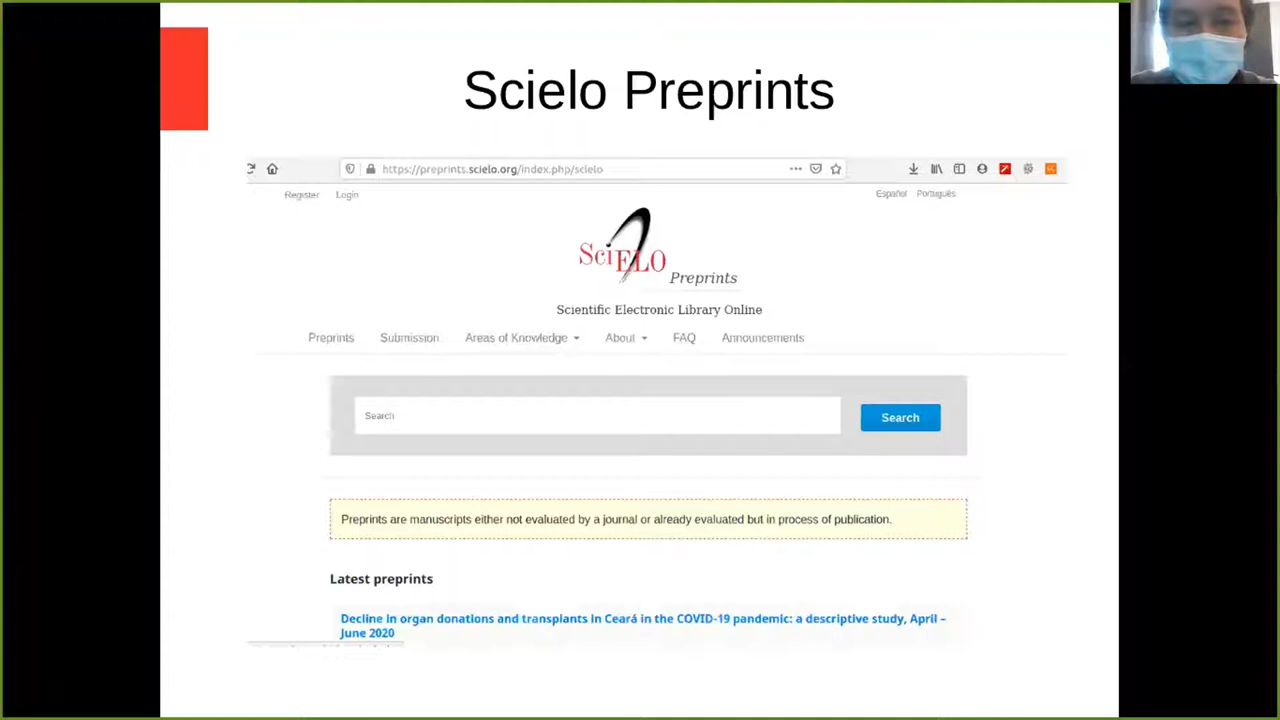 Scielo Preprints
https://preprints.scielo.org/index.php/scielo
Register Login
Español Português
SciELO Preprints
Scientific Electronic Library Online
Preprints Submission Areas of Knowledge About FAQ Announcements
Search Search
Preprints are manuscripts either not evaluated by a journal or already evaluated but in process of publication.
Latest preprints
Decline in organ donations and transplants in Ceará in the COVID-19 pandemic: a descriptive study, April –
June 2020